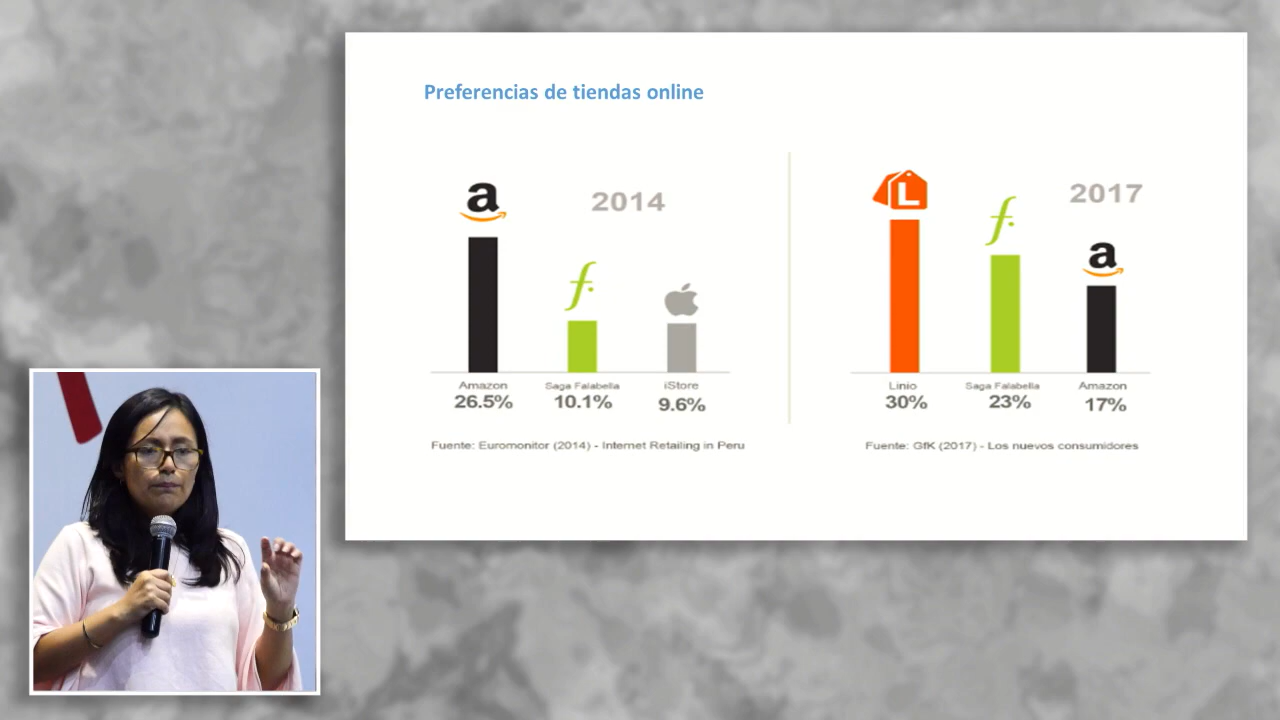 Preferencias de tiendas online
2014
Amazon
26.5%
Saga Falabella
10.1%
iStore
9.6%
Fuente: Euromonitor (2014) - Internet Retailing in Peru
2017
L
Linio
30%
Saga Falabella
23%
Amazon
17%
Fuente: GfK (2017) - Los nuevos consumidores